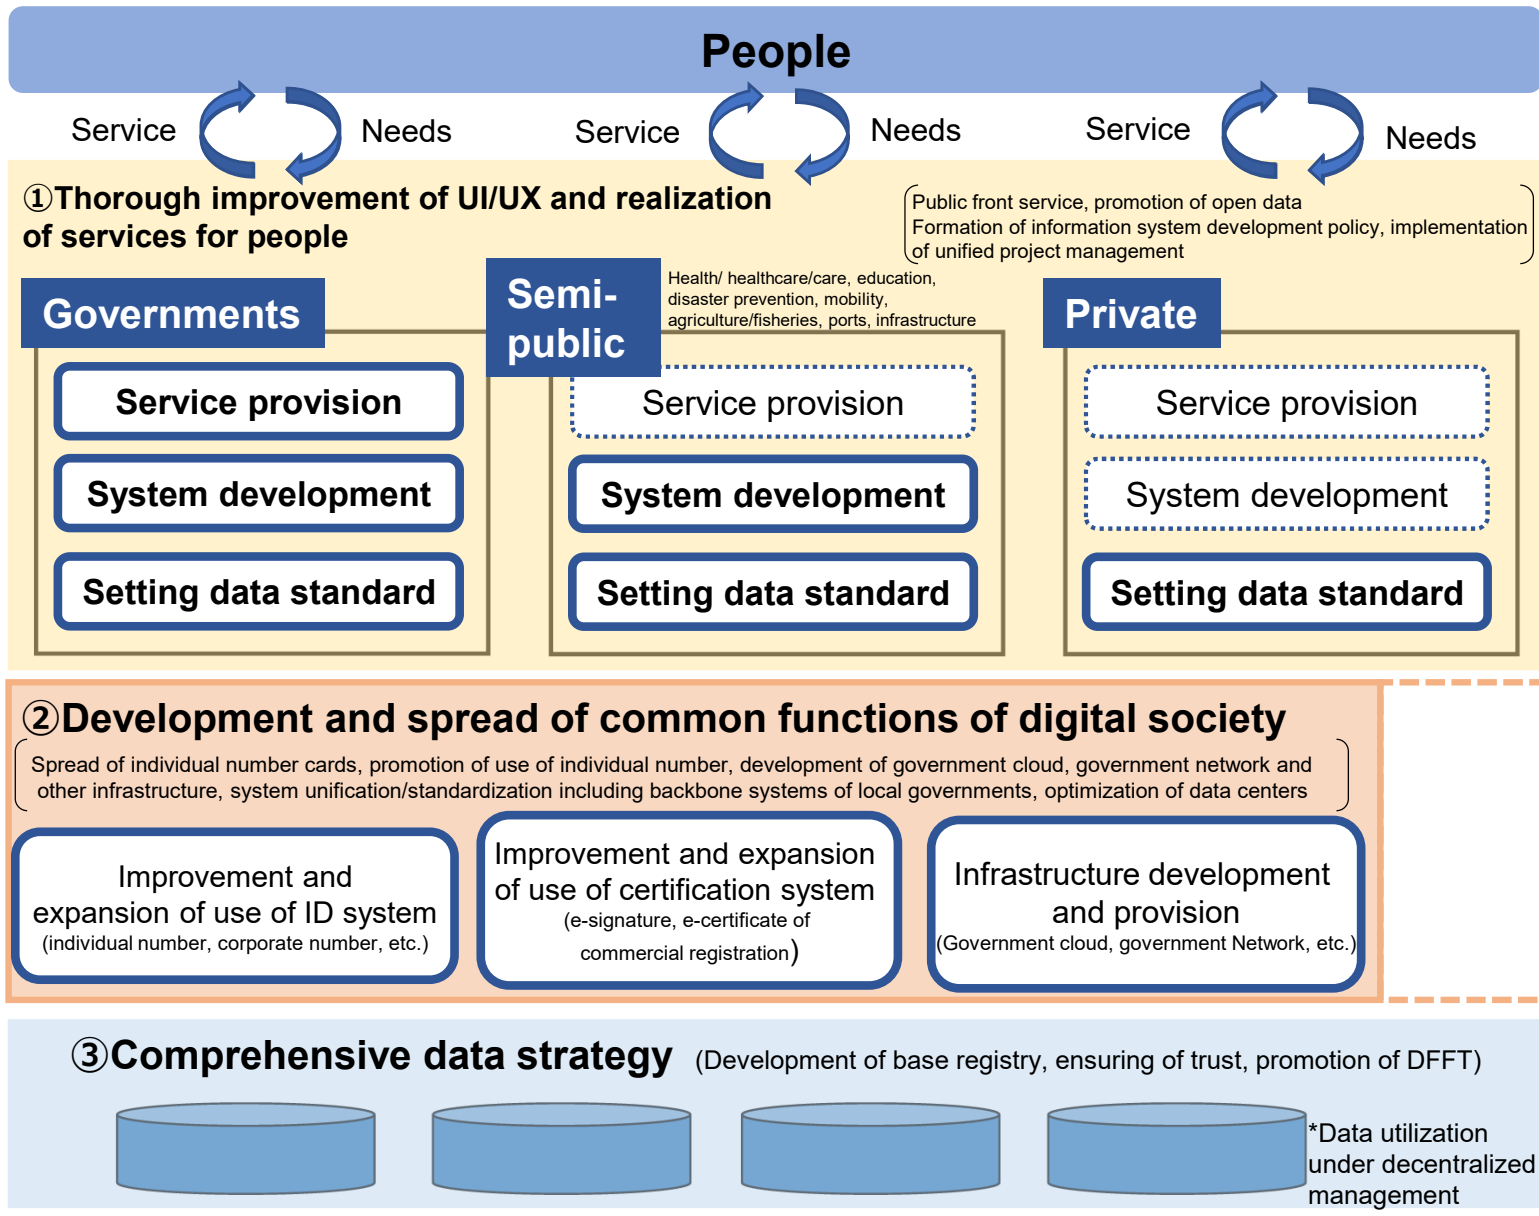 People
Service
Needs
Service
Needs
Service
Needs
①Thorough improvement of UI/UX and realization
of services for people
Public front service, promotion of open data
Formation of information system development policy, implementation
of unified project management
Governments
Service provision
System development
Setting data standard
Semi-
public
Health/ healthcare/care, education,
disaster prevention, mobility,
agriculture/fisheries, ports, infrastructure
Service provision
System development
Setting data standard
Private
Service provision
System development
Setting data standard
②Development and spread of common functions of digital society
Spread of individual number cards, promotion of use of individual number, development of government cloud, government network and
other infrastructure, system unification/standardization including backbone systems of local governments, optimization of data centers
Improvement and
expansion of use of ID system
(individual number, corporate number, etc.)
Improvement and expansion
of use of certification system
(e-signature, e-certificate of
commercial registration)
Infrastructure development
and provision
(Government cloud, government Network, etc.)
③Comprehensive data strategy (Development of base registry, ensuring of trust, promotion of DFFT)
*Data utilization
under decentralized
management